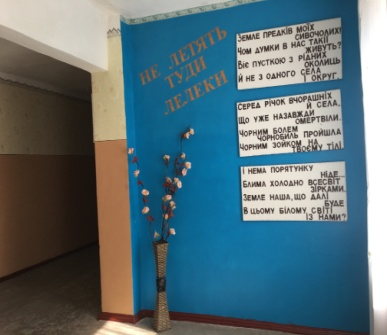 НЕ ЛЕТЯТЬ
ТУДИ
ЛЕЛЕКИ
ЗЕМЛЕ ПРЕДКІВ МОЇХ
СИВОЧОЛИХ!
ЧОМ ДУМКИ В НАС ТАКІЇ
ЖИВУТЬ?
ВІЄ ПУСТКОЮ З РІДНИХ
ОКОЛИЦЬ
Й НЕ З ОДНОГО СЕЛА
І ОКРУГ.
СЕРЕД РІЧОК ВЧОРАШНІХ
Й СЕЛА,
ЩО УЖЕ НАЗАВЖДИ
ОМЕРТВІЛИ.
ЧОРНИМ БОЛЕМ
ЧОРНОБИЛЬ ПРОЙШЛА
ЧОРНИМ ЗОЙКОМ НА
ТВОЄМУ ТІЛІ.
І НЕМА ПОРЯТУНКУ
НІДЕ...
БЛИМА ХОЛОДНО ВСЕСВІТ
ЗІРКАМИ.
ЗЕМЛЕ НАША, ЩО ДАЛІ
БУДЕ
В ЦЬОМУ БІЛОМУ СВІТІ
ІЗ НАМИ?